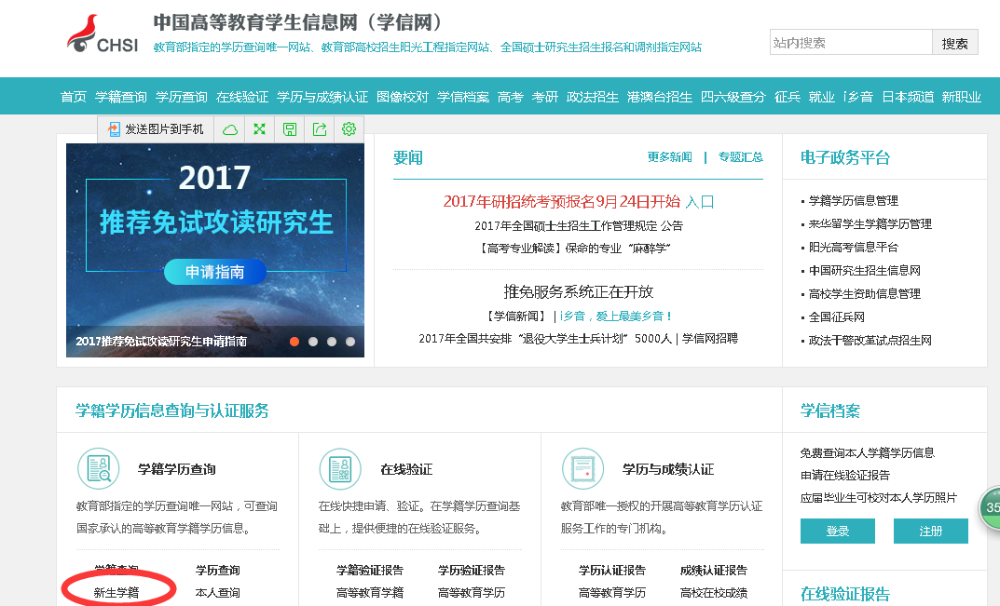 中国高等教育学生信息网（学信网）
CHSI
教育部指定的学历查询唯一网站、教育部高校招生阳光工程指定网站、全国硕士研究生招生报名和调剂指定网站
站内搜索 搜索
首页 学籍查询 学历查询 在线验证 学历与成绩认证 图像校对 学信档案 高考 考研 政法招生 港澳台招生 四六级查分 征兵 就业 i乡音 日本频道 新职业
发送图片到手机
2017
推荐免试攻读研究生
申请指南
2017推荐免试攻读研究生申请指南
要闻 更多新闻 | 专题汇总
2017年研招统考预报名9月24日开始 入口
2017年全国硕士生招生工作管理规定 公告
【高考专业解读】保命的专业“麻醉学”
推免服务系统正在开放
【学信新闻】 | i乡音，爱上最美乡音！
2017年全国共安排“退役大学生士兵计划”5000人 | 学信网招聘
电子政务平台
▪ 学籍学历信息管理
▪ 来华留学生学籍学历管理
▪ 阳光高考信息平台
▪ 中国研究生招生信息网
▪ 高校学生资助信息管理
▪ 全国征兵网
▪ 政法干警改革试点招生网
学籍学历信息查询与认证服务
学籍学历查询
教育部指定的学历查询唯一网站，可查询
国家承认的高等教育学籍学历信息。
学籍查询 学历查询
新生学籍 本人查询
在线验证
在线快捷申请、验证。在学籍学历查询基
础上，提供便捷的在线验证服务。
学籍验证报告 学历验证报告
高等教育学籍 高等教育学历
学历与成绩认证
教育部唯一授权的开展高等教育学历认证
服务工作的专门机构。
学历认证报告 成绩认证报告
高等教育学历 高校在校成绩
学信档案
免费查询本人学籍学历信息
申请在线验证报告
应届毕业生可校对本人学历照片
登录 注册
35
在线验证报告